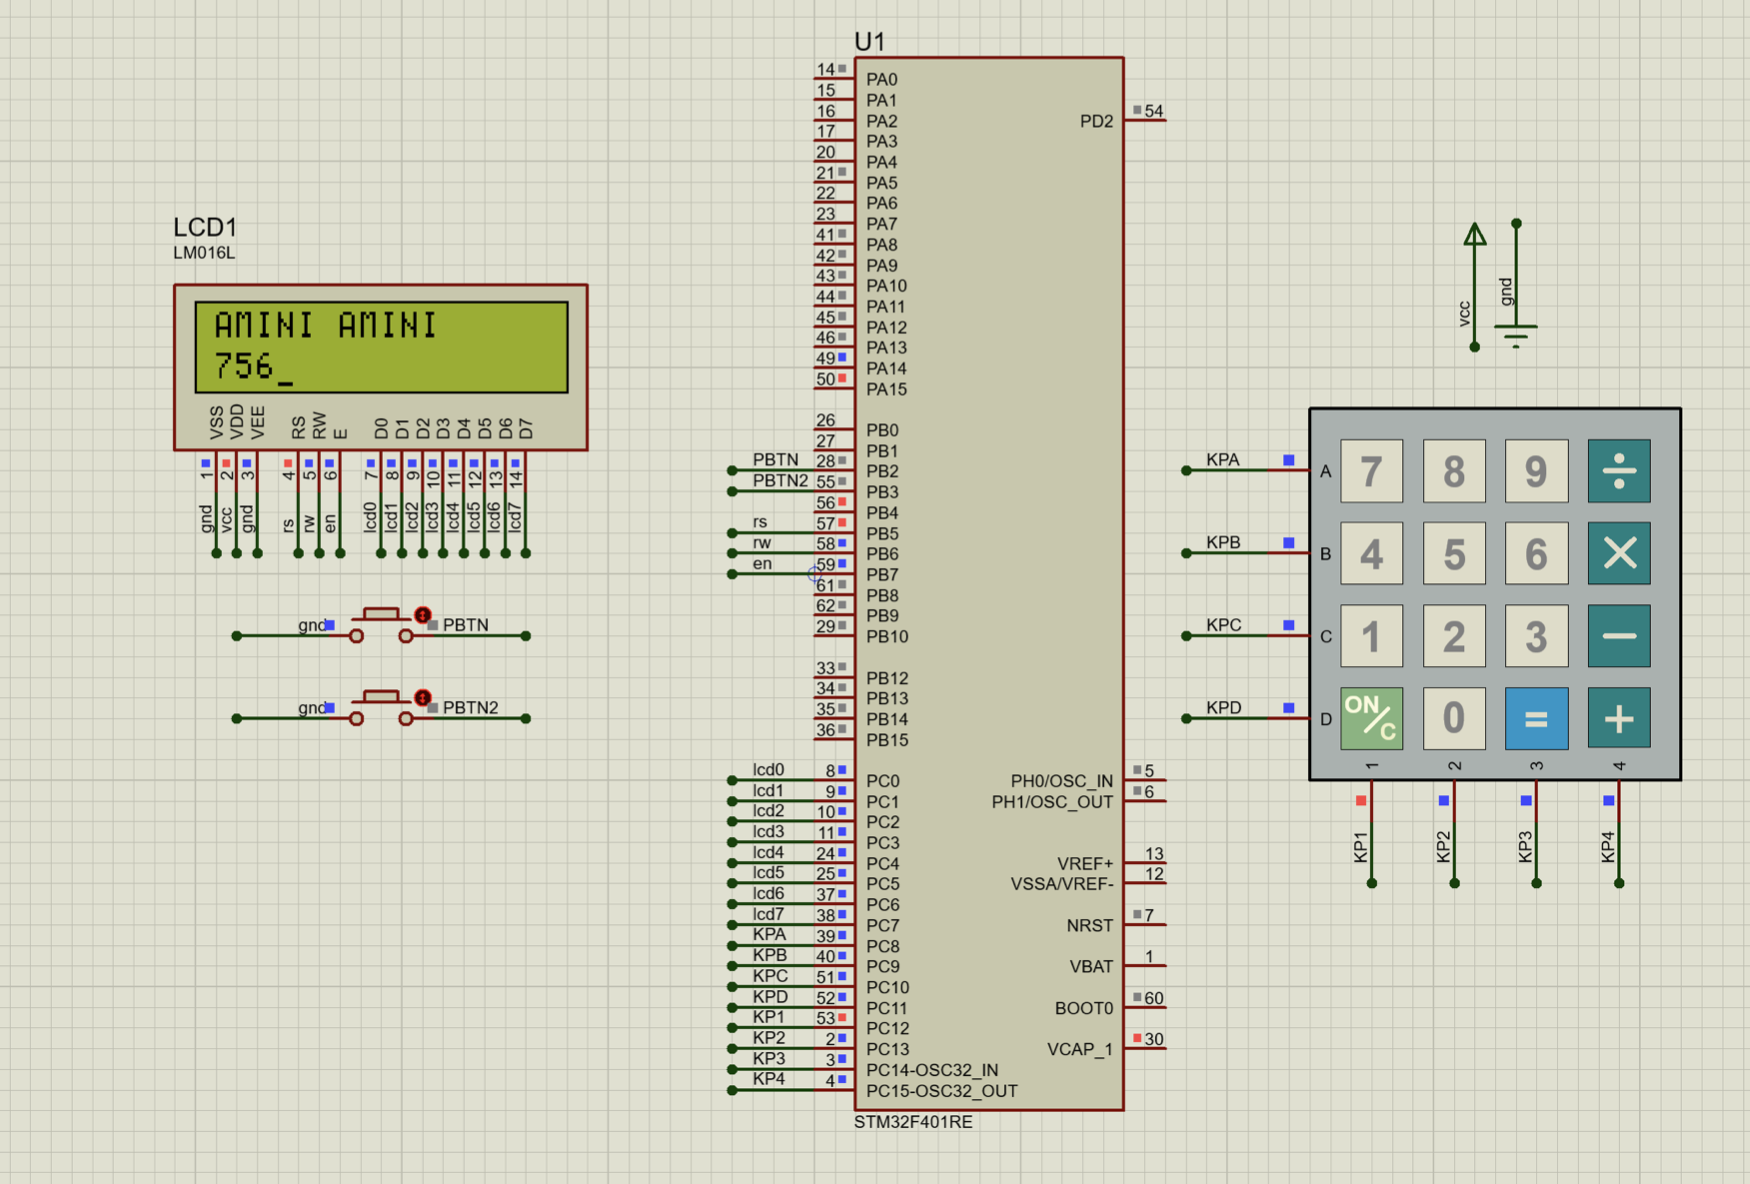 U1
14 PA0
15 PA1
16 PA2
17 PA3
20 PA4
21 PA5
22 PA6
23 PA7
41 PA8
42 PA9
43 PA10
44 PA11
45 PA12
46 PA13
49 PA14
50 PA15
26 PB0
27 PB1
PBTN 28 PB2
PBTN2 55 PB3
56 PB4
rs 57 PB5
rw 58 PB6
en 59 PB7
61 PB8
62 PB9
29 PB10
33 PB12
34 PB13
35 PB14
36 PB15
lcd0 8 PC0
lcd1 9 PC1
lcd2 10 PC2
lcd3 11 PC3
lcd4 24 PC4
lcd5 25 PC5
lcd6 37 PC6
lcd7 38 PC7
KPA 39 PC8
KPB 40 PC9
KPC 51 PC10
KPD 52 PC11
KP1 53 PC12
KP2 2 PC13
KP3 3 PC14-OSC32_IN
KP4 4 PC15-OSC32_OUT
PD2 54
PH0/OSC_IN 5
PH1/OSC_OUT 6
VREF+ 13
VSSA/VREF- 12
NRST 7
VBAT 1
BOOT0 60
VCAP_1 30
STM32F401RE
LCD1
LM016L
AMINI AMINI
756_
VSS VDD VEE RS RW E D0 D1 D2 D3 D4 D5 D6 D7
1 2 3 4 5 6 7 8 9 10 11 12 13 14
gnd vcc gnd rs rw en lcd0 lcd1 lcd2 lcd3 lcd4 lcd5 lcd6 lcd7
gnd PBTN
gnd PBTN2
vcc gnd
KPA A 7 8 9 ÷
KPB B 4 5 6 ×
KPC C 1 2 3 −
KPD D ON/C 0 = +
1 2 3 4
KP1 KP2 KP3 KP4